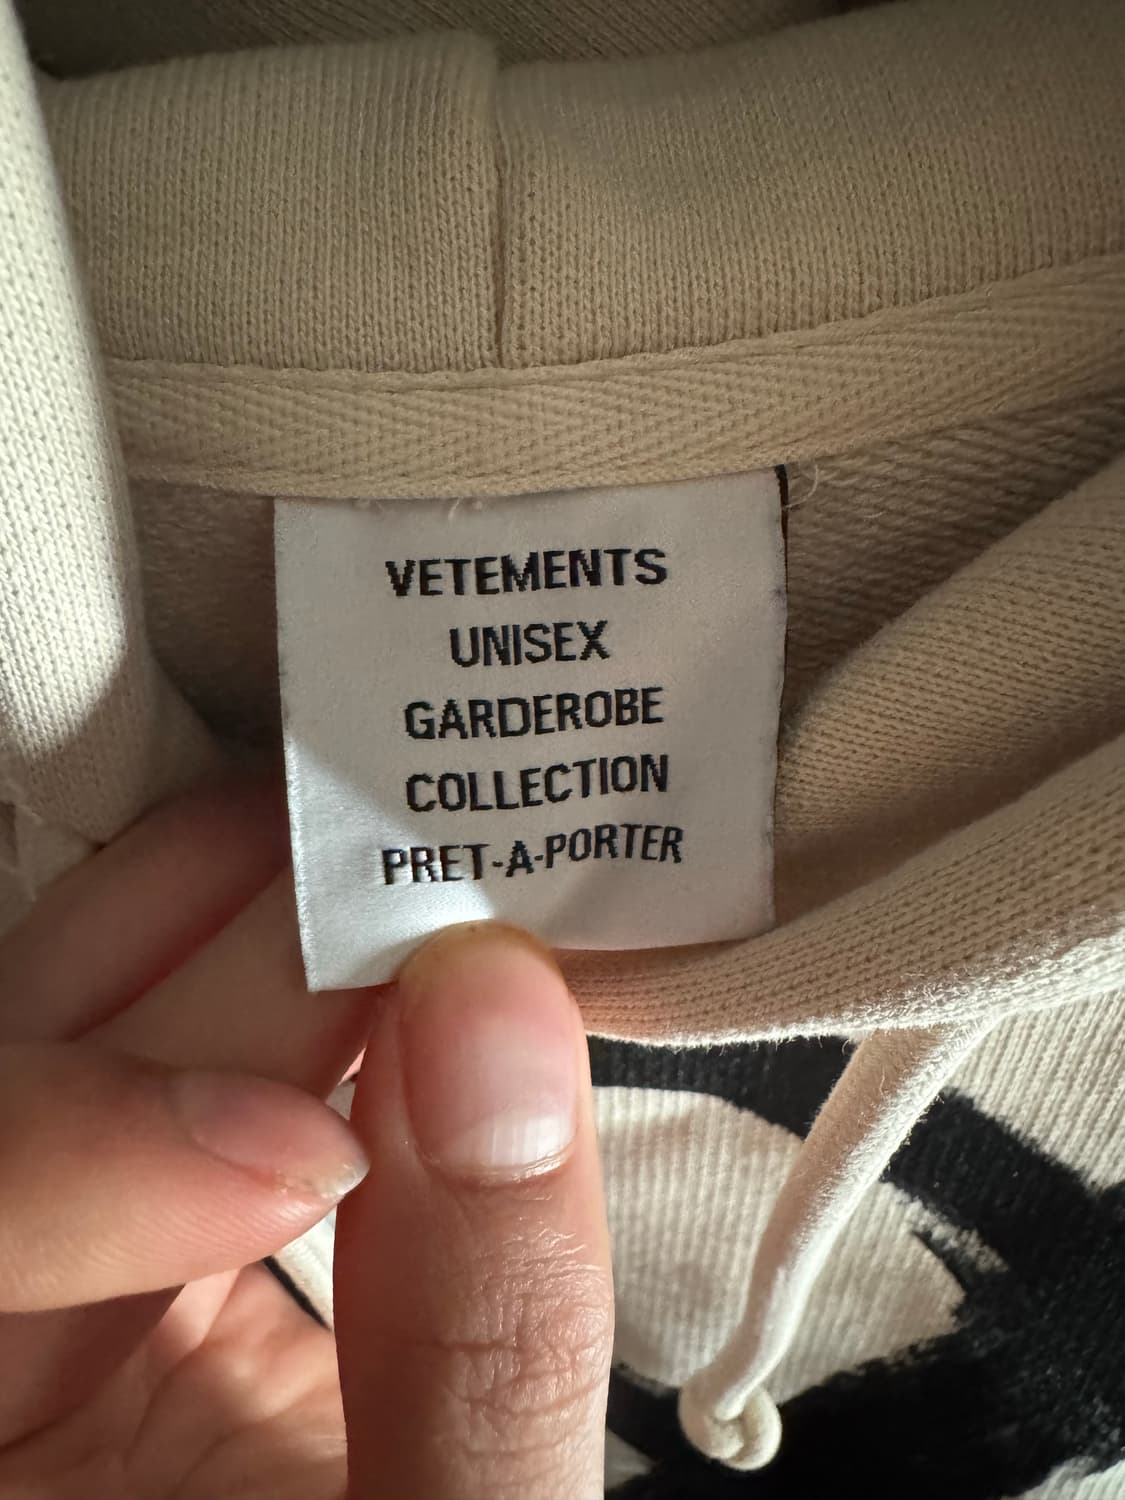 VETEMENTS
UNISEX
GARDEROBE
COLLECTION
PRET-A-PORTER